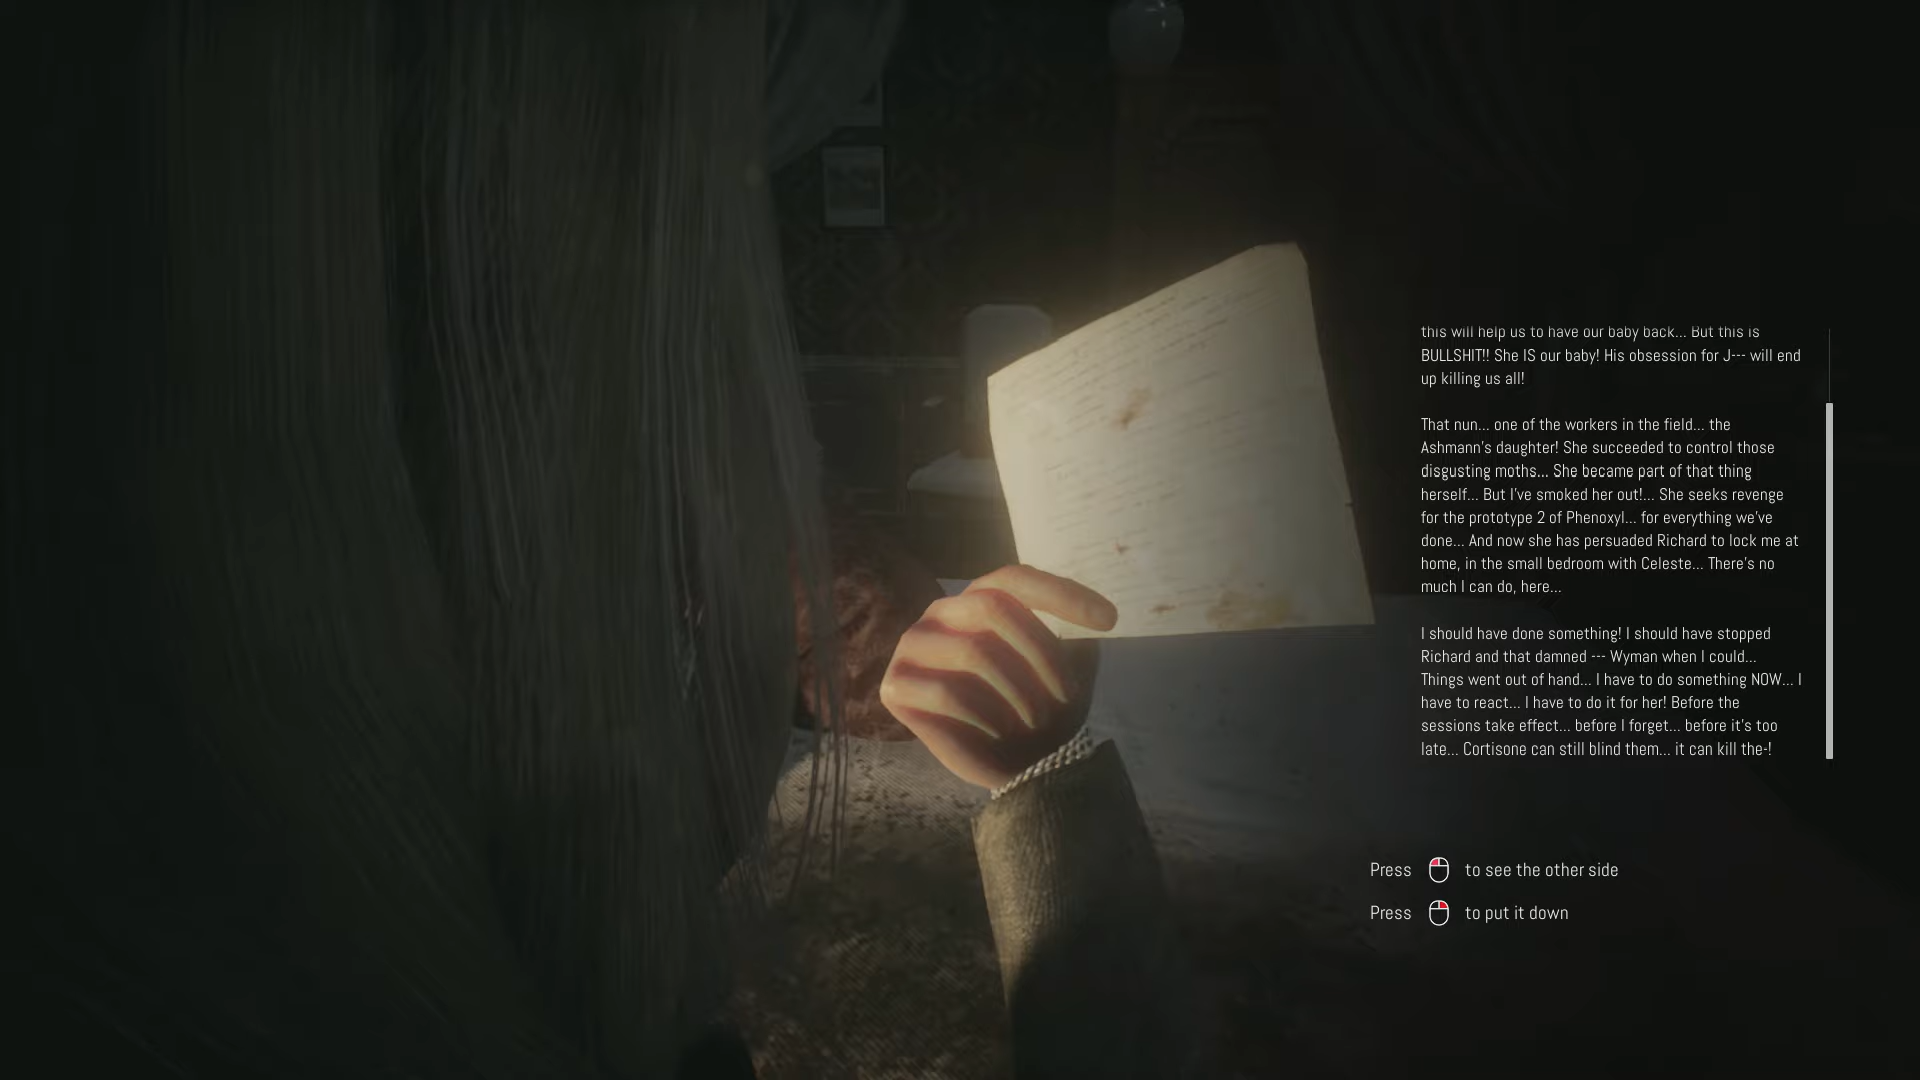 this will help us to have our baby back... But this is
BULLSHIT!! She IS our baby! His obsession for J--- will end
up killing us all!
That nun... one of the workers in the field... the
Ashmann's daughter! She succeeded to control those
disgusting moths... She became part of that thing
herself... But I've smoked her out!... She seeks revenge
for the prototype 2 of Phenoxyl... for everything we've
done... And now she has persuaded Richard to lock me at
home, in the small bedroom with Celeste... There's no
much I can do, here...
I should have done something! I should have stopped
Richard and that damned --- Wyman when I could...
Things went out of hand... I have to do something NOW... I
have to react... I have to do it for her! Before the
sessions take effect... before I forget... before it's too
late... Cortisone can still blind them... it can kill the-!
Press to see the other side
Press to put it down